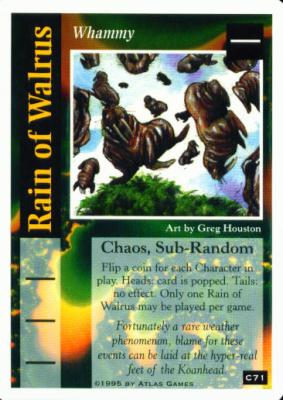 Whammy
Rain of Walrus
Art by Greg Houston
Chaos, Sub-Random
Flip a coin for each Character in
play. Heads: card is popped. Tails:
no effect. Only one Rain of
Walrus may be played per game.
Fortunately a rare weather
phenomenon, blame for these
events can be laid at the hyper-real
feet of the Koanhead.
©1995 BY ATLAS GAMES
C71